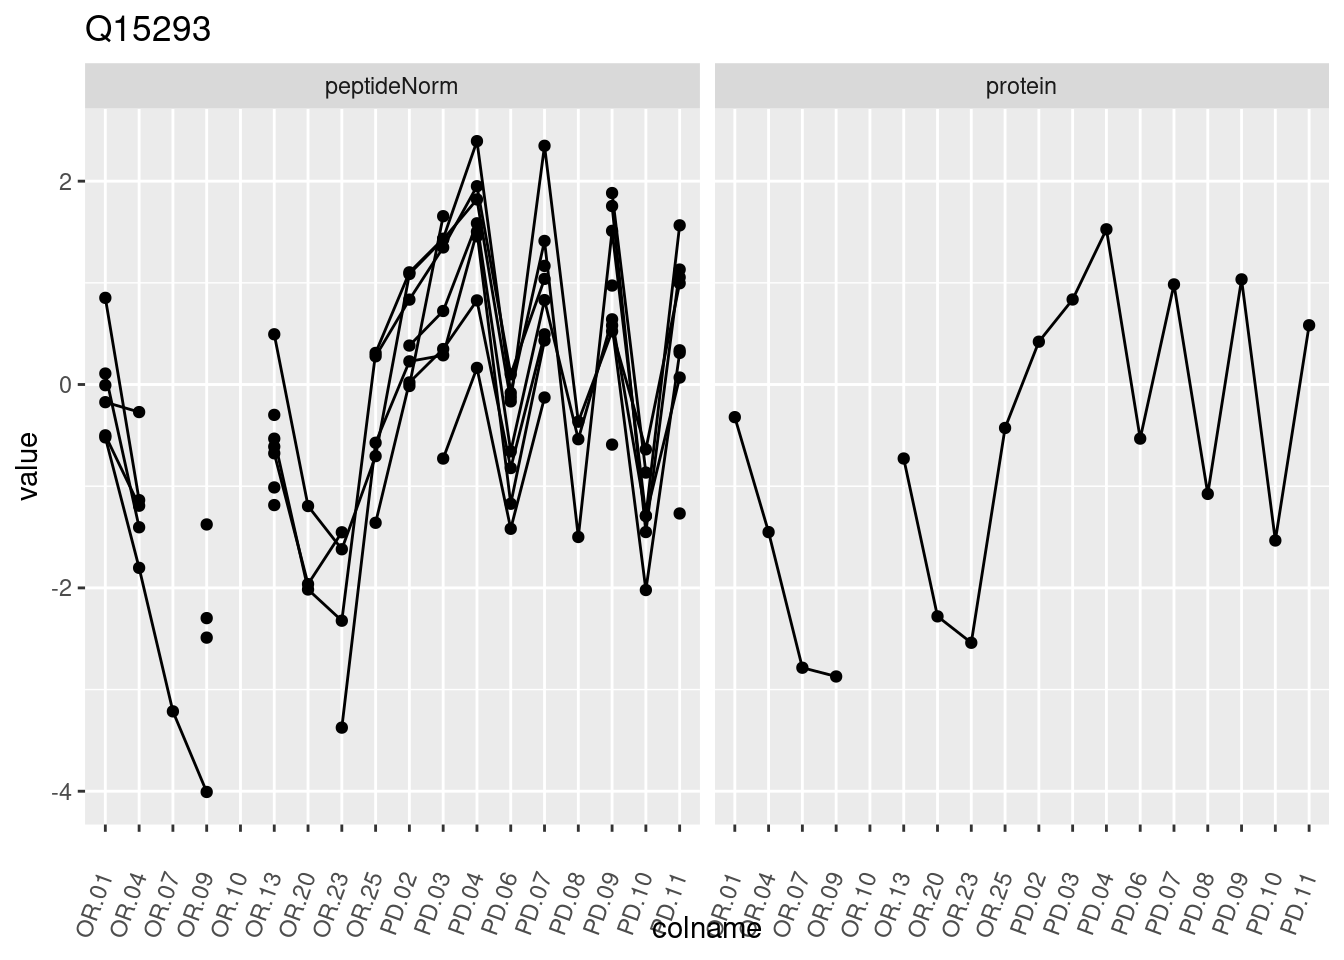 Q15293
peptideNorm protein
value
2
0
-2
-4
OR.01 OR.04 OR.07 OR.09 OR.10 OR.13 OR.20 OR.23 OR.25 PD.02 PD.03 PD.04 PD.06 PD.07 PD.08 PD.09 PD.10 PD.11 OR.01 OR.04 OR.07 OR.09 OR.10 OR.13 OR.20 OR.23 OR.25 PD.02 PD.03 PD.04 PD.06 PD.07 PD.08 PD.09 PD.10 PD.11
colname